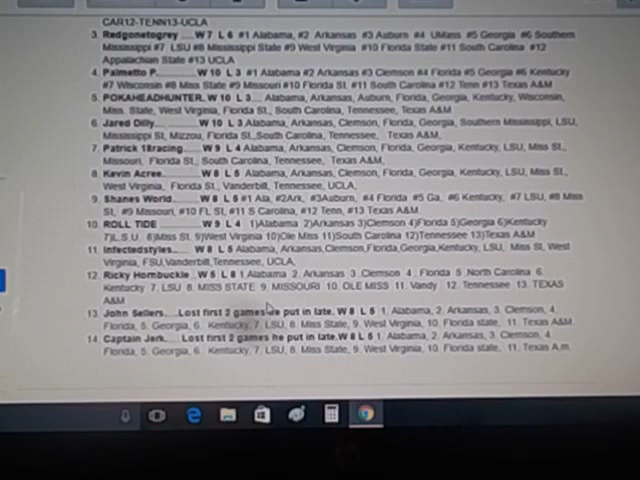 CAR12-TENN13-UCLA
3. Redgonetogrey ....W 7 L 6 #1 Alabama, #2 Arkansas #3 Auburn #4 UMass #5 Georgia #6 Southern
Mississippi #7 LSU #8 Mississippi State #9 West Virginia #10 Florida State #11 South Carolina #12
Appalachian State #13 UCLA
4. Palmetto P.......... W 10 L 3 #1 Alabama #2 Arkansas #3 Clemson #4 Florida #5 Georgia #6 Kentucky
#7 Wisconsin #8 Miss State #9 Missouri #10 Florida St. #11 South Carolina #12 Tenn #13 Texas A&M
5. POKAHEADHUNTER. W 10 L 3.... Alabama, Arkansas, Auburn, Florida, Georgia, Kentucky, Wisconsin,
Miss. State, West Virginia, Florida St., South Carolina, Tennessee, Texas A&M
6. Jared Dilly............ W 10 L 3 Alabama, Arkansas, Clemson, Florida, Georgia, Southern Mississippi, LSU,
Mississippi St, Mizzou, Florida St., South Carolina, Tennessee, Texas A&M,
7. Patrick 18racing....... W 9 L 4 Alabama, Arkansas, Clemson, Florida, Georgia, Kentucky, LSU, Miss St.,
Missouri, Florida St., South Carolina, Tennessee, Texas A&M,
8. Kevin Acree........... W 8 L 5 Alabama, Arkansas, Clemson, Florida, Georgia, Kentucky, LSU, Miss St.,
West Virginia, Florida St., Vanderbilt, Tennessee, UCLA,
9. Shanes World.......... W 8 L 5 #1 Ala, #2Ark, #3Auburn, #4 Florida #5 Ga, #6 Kentucky, #7 LSU, #8 Miss
St, #9 Missouri, #10 FL St, #11 S Carolina, #12 Tenn, #13 Texas A&M
10. ROLL TIDE W 9 L 4 1)Alabama 2)Arkansas 3)Clemson 4)Florida 5)Georgia 6)Kentucky
7)L.S.U. 8)Miss St. 9)West Virginia 10)Ole Miss 11)South Carolina 12)Tennessee 13)Texas A&M
11. Infectedstyles.... W 8 L 5 Alabama, Arkansas,Clemson,Florida,Georgia,Kentucky, LSU, Miss St, West
Virginia, FSU,Vanderbilt,Tennessee, UCLA,
12. Ricky Hornbuckle . W 5 L 8 1.Alabama 2. Arkansas 3. Clemson 4 . Florida 5. North Carolina 6.
Kentucky 7. LSU 8. MISS STATE 9. MISSOURI 10. OLE MISS 11. Vandy 12. Tennessee 13. TEXAS
A&M
13. John Sellers.....Lost first 2 games he put in late. W 8 L 5 1. Alabama, 2. Arkansas, 3. Clemson, 4.
Florida, 5. Georgia, 6. Kentucky, 7. LSU, 8. Miss State, 9. West Virginia, 10. Florida state, 11. Texas A&M
14. Captain Jerk..... Lost first 2 games he put in late.W 8 L 5 1. Alabama, 2. Arkansas, 3. Clemson, 4.
Florida, 5. Georgia, 6. Kentucky, 7. LSU, 8. Miss State, 9. West Virginia, 10. Florida state, 11. Texas A.m.